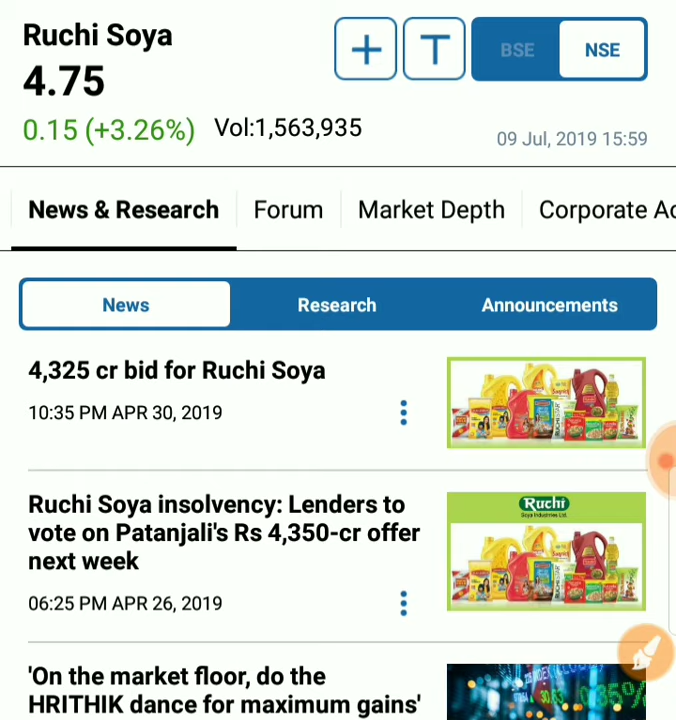 Ruchi Soya
4.75
0.15 (+3.26%) Vol:1,563,935
BSE NSE
09 Jul, 2019 15:59
News & Research Forum Market Depth Corporate Ac
News Research Announcements
4,325 cr bid for Ruchi Soya
10:35 PM APR 30, 2019
Ruchi Soya insolvency: Lenders to
vote on Patanjali's Rs 4,350-cr offer
next week
06:25 PM APR 26, 2019
Ruchi
Soya Industries Ltd.
'On the market floor, do the
HRITHIK dance for maximum gains'